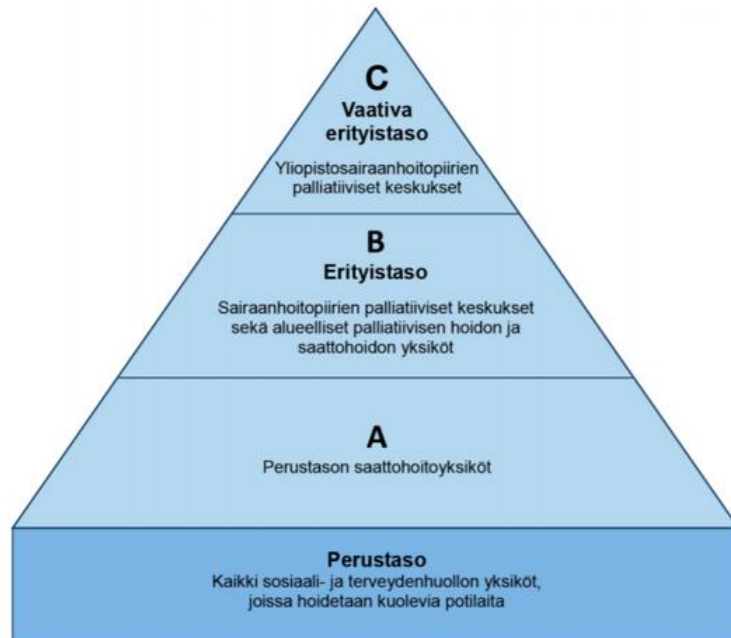 C
Vaativa
erityistaso
Yliopistosairaanhoitopiirien
palliatiiviset keskukset
B
Erityistaso
Sairaanhoitopiirien palliatiiviset keskukset
sekä alueelliset palliatiivisen hoidon ja
saattohoidon yksiköt
A
Perustason saattohoitoyksiköt
Perustaso
Kaikki sosiaali- ja terveydenhuollon yksiköt,
joissa hoidetaan kuolevia potilaita